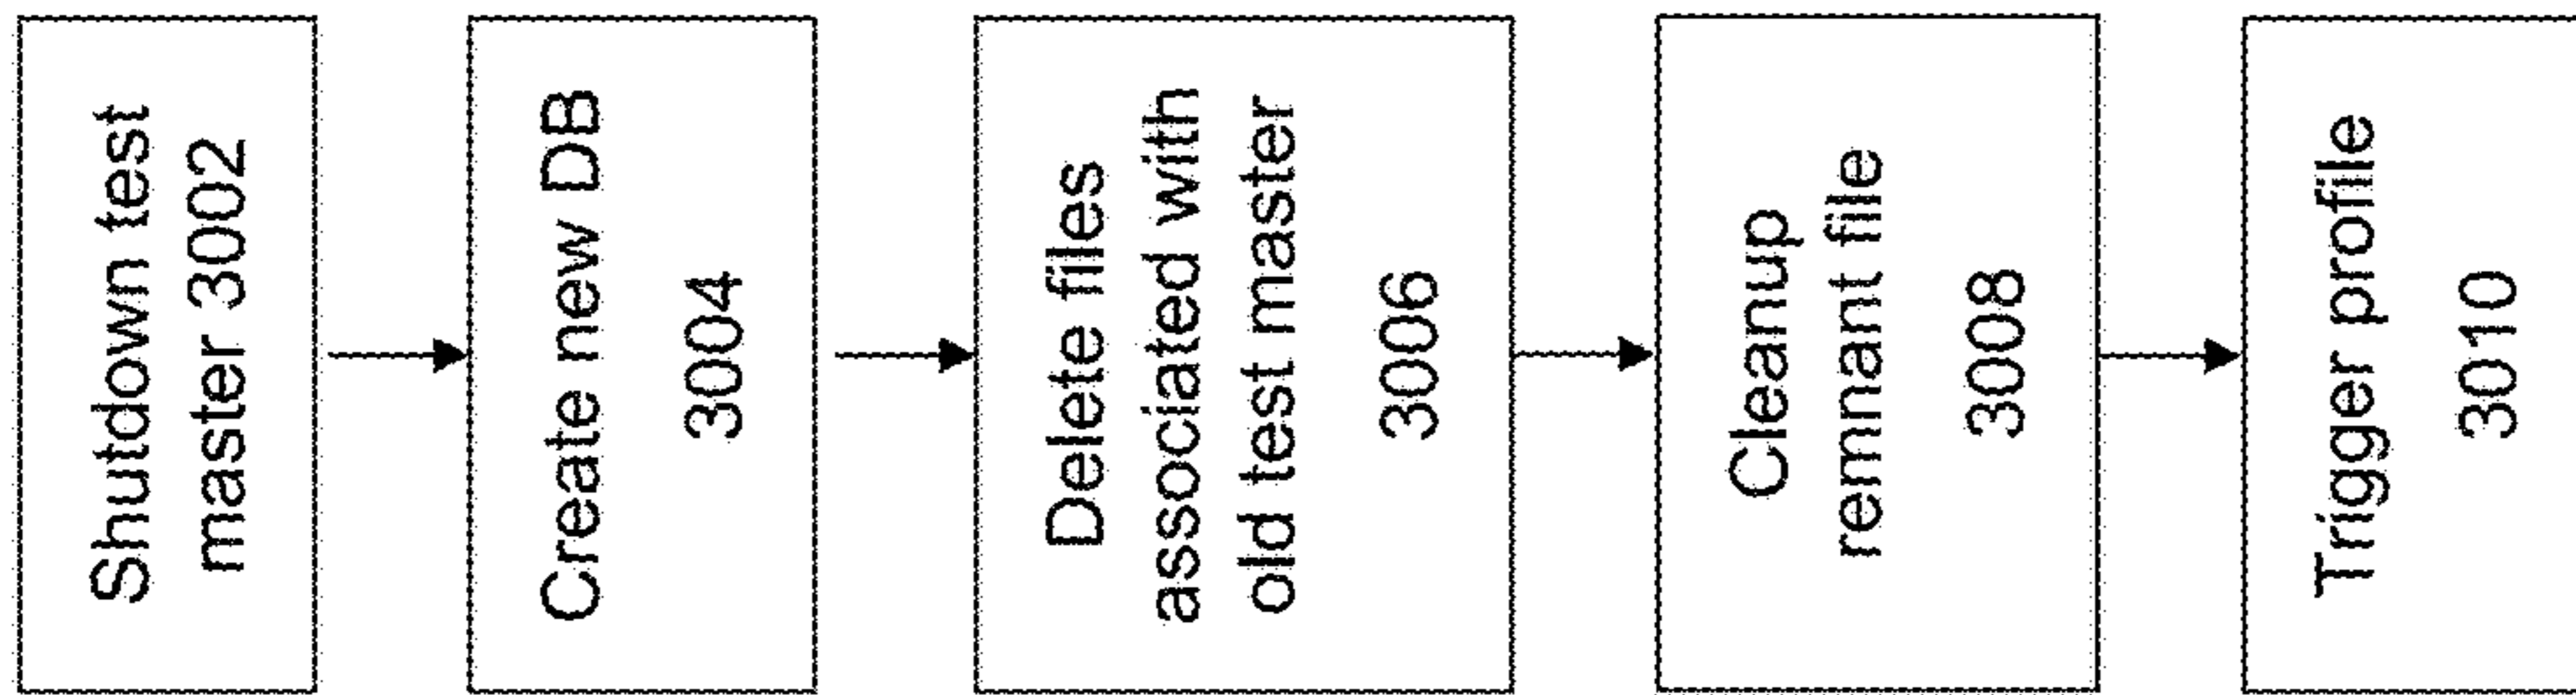 Shutdown test
master 3002
Create new DB
3004
Delete files
associated with
old test master
3006
Cleanup
remnant file
3008
Trigger profile
3010